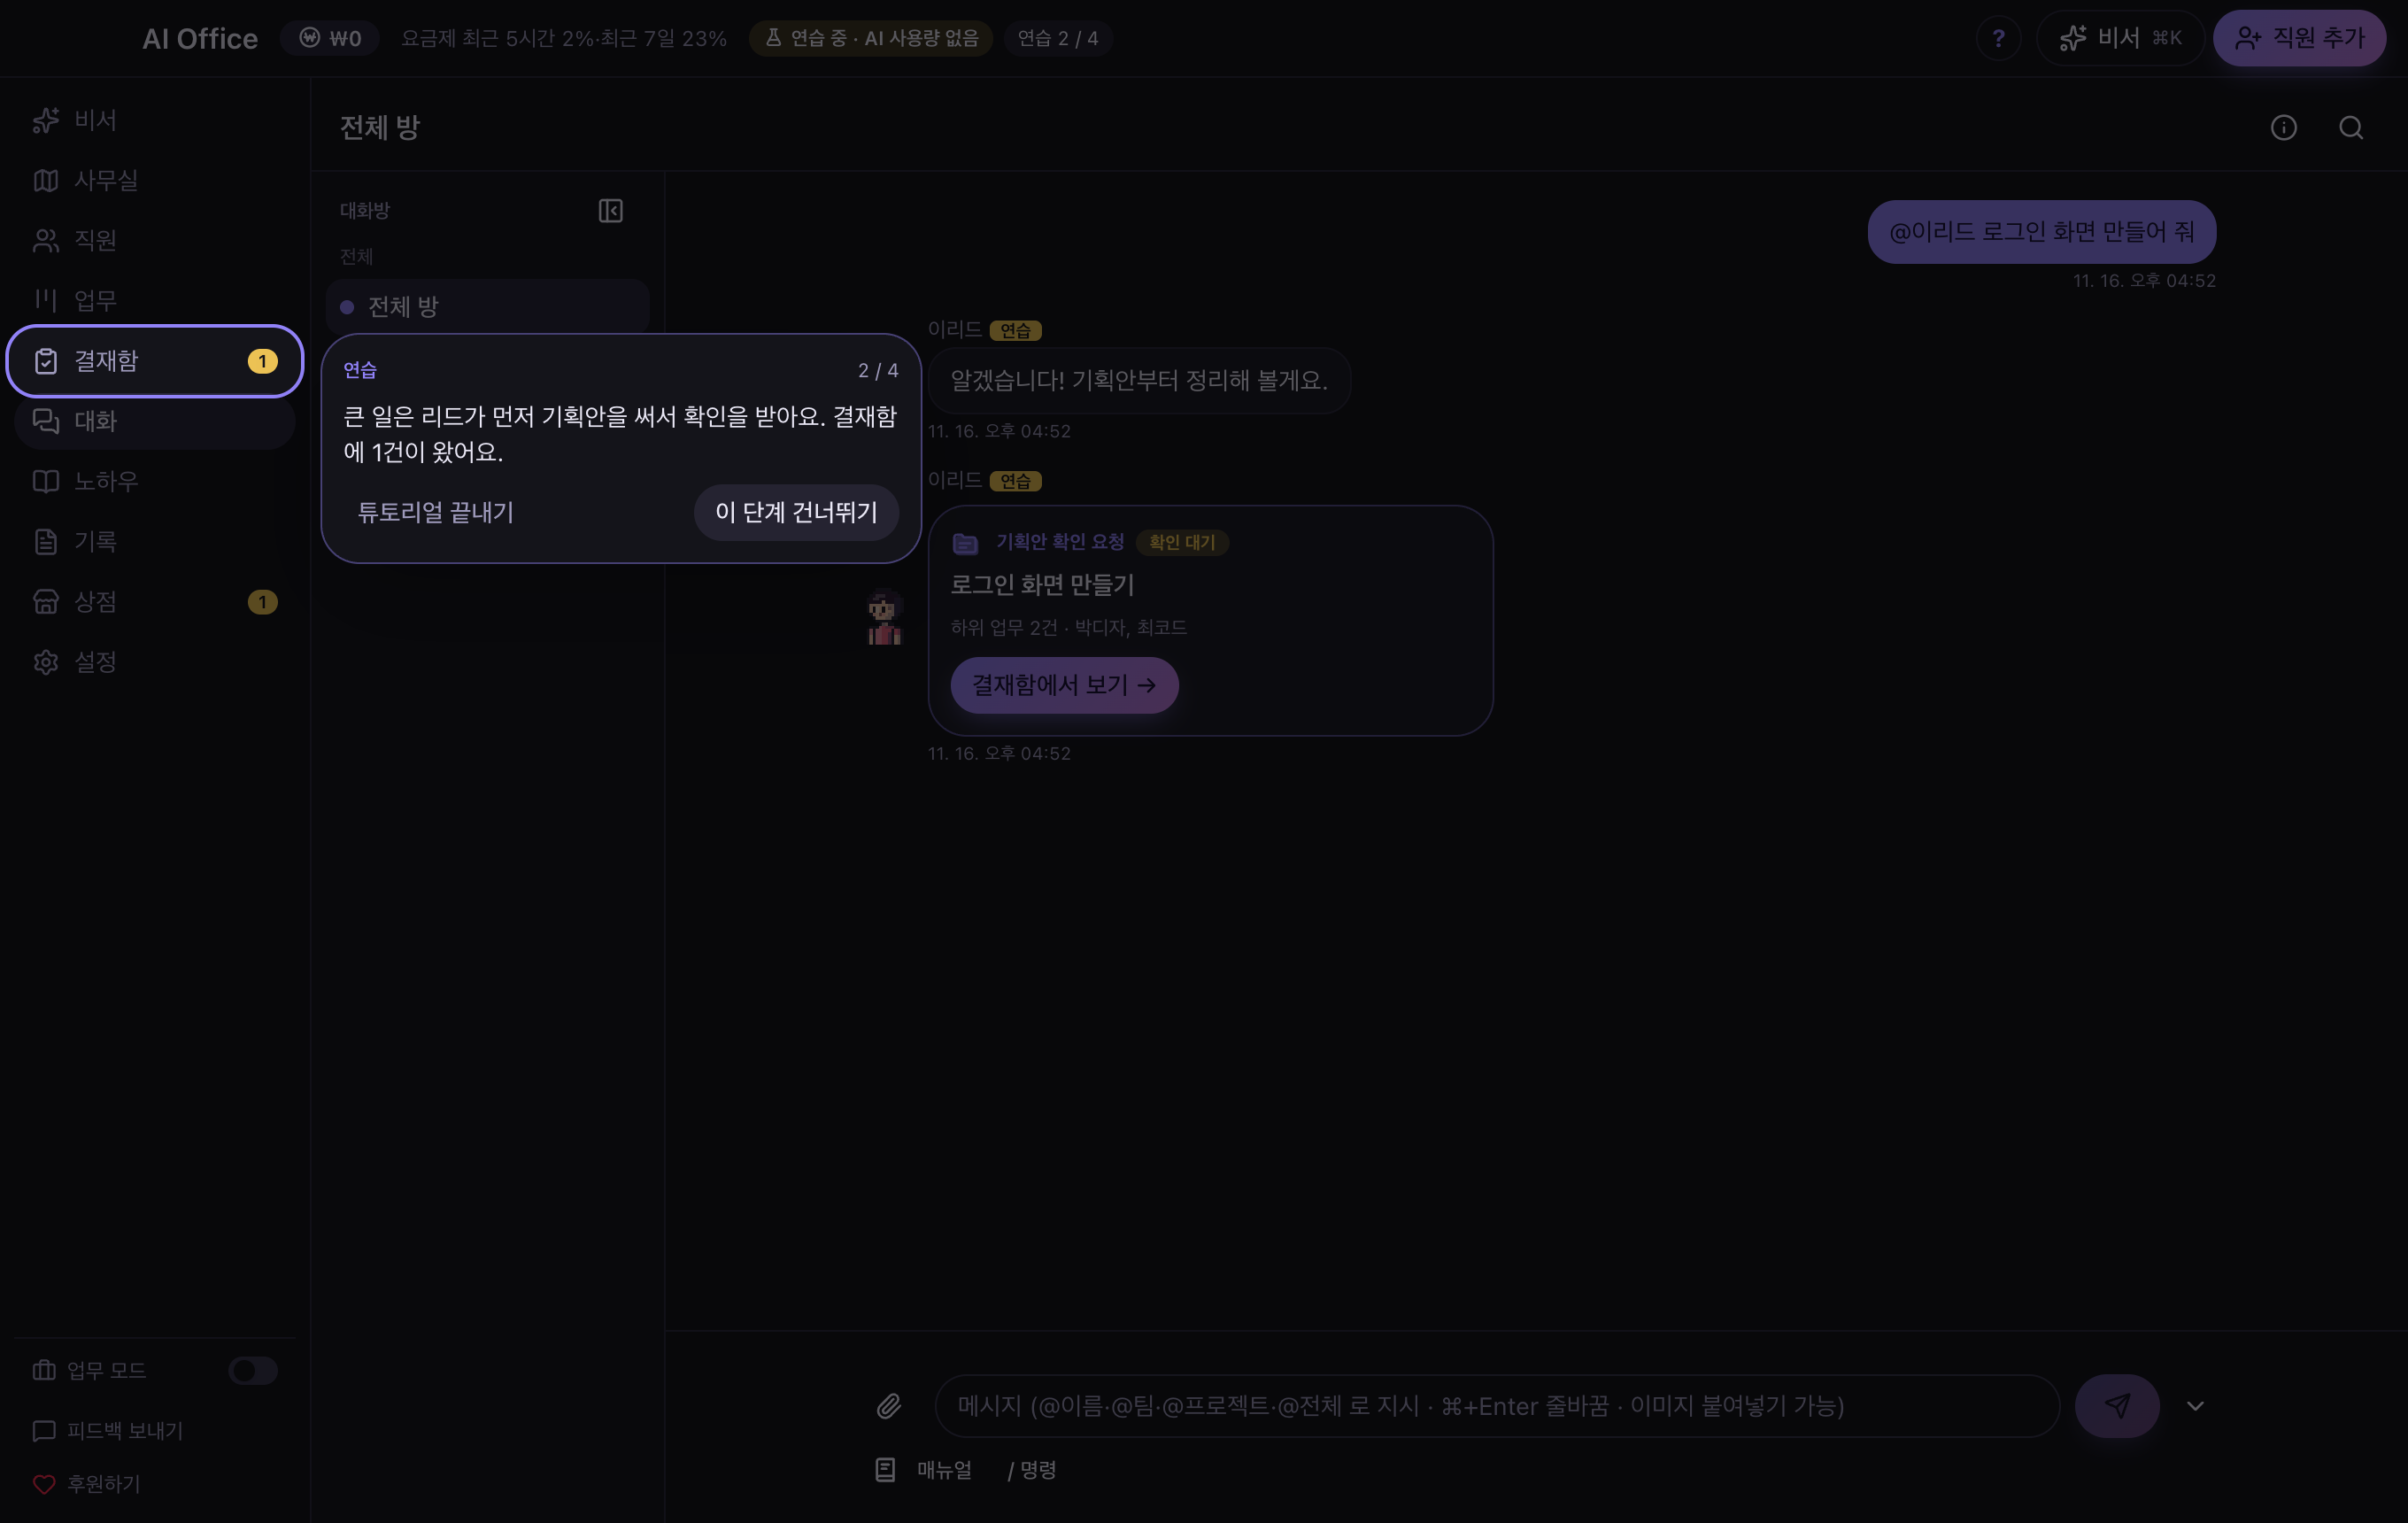 AI Office ₩0 요금제 최근 5시간 2%·최근 7일 23% 연습 중 · AI 사용량 없음 연습 2 / 4 ? 비서 ⌘K 직원 추가
비서
사무실
직원
업무
결재함 1
대화
노하우
기록
상점 1
설정
업무 모드
피드백 보내기
후원하기
전체 방
대화방
전체
전체 방
연습 2 / 4
큰 일은 리드가 먼저 기획안을 써서 확인을 받아요. 결재함
에 1건이 왔어요.
튜토리얼 끝내기 이 단계 건너뛰기
@이리드 로그인 화면 만들어 줘
11. 16. 오후 04:52
이리드 연습
알겠습니다! 기획안부터 정리해 볼게요.
11. 16. 오후 04:52
이리드 연습
기획안 확인 요청 확인 대기
로그인 화면 만들기
하위 업무 2건 · 박디자, 최코드
결재함에서 보기 →
11. 16. 오후 04:52
메시지 (@이름·@팀·@프로젝트·@전체 로 지시 · ⌘+Enter 줄바꿈 · 이미지 붙여넣기 가능)
매뉴얼 / 명령